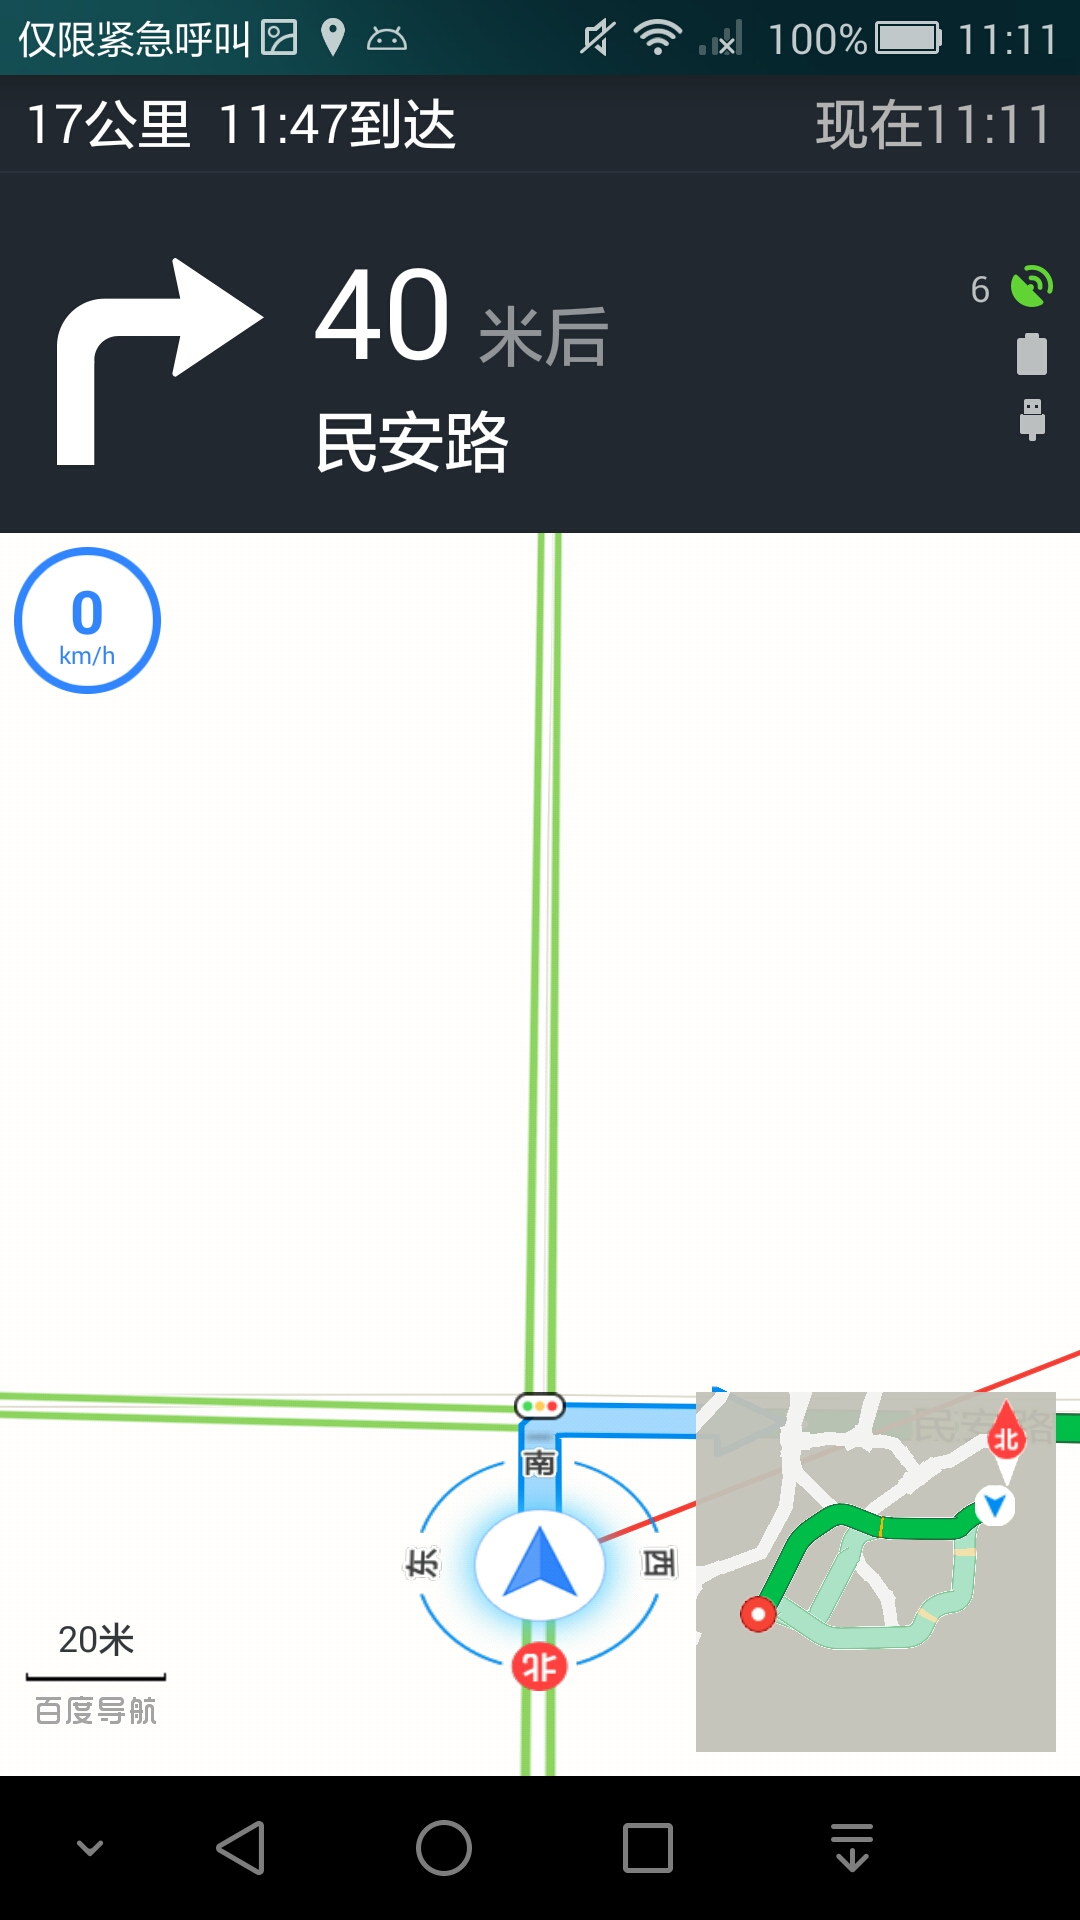 仅限紧急呼叫 100% 11:11
17公里 11:47到达 现在11:11
40 米后 6
民安路
0
km/h
民安路
北
南
东 西
北
20米
百度导航